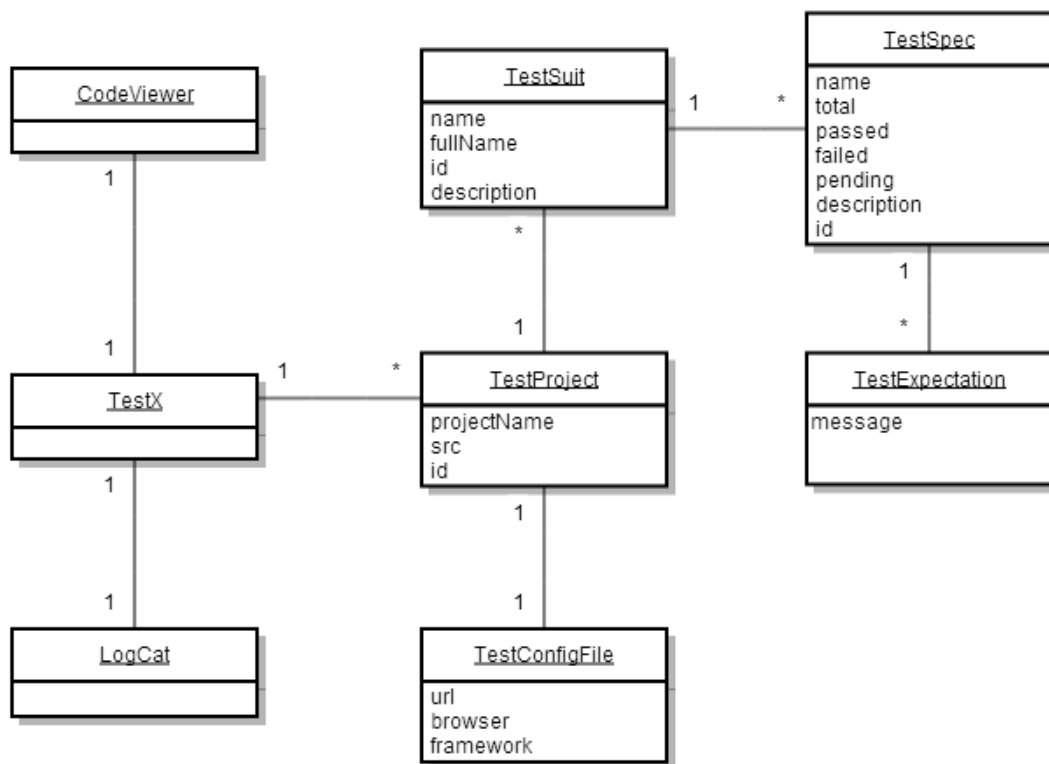 CodeViewer
1
1
TestX
1
*
1
1
LogCat
TestSuit
name
fullName
id
description
1
*
*
1
TestProject
projectName
src
id
1
1
TestConfigFile
url
browser
framework
TestSpec
name
total
passed
failed
pending
description
id
1
*
TestExpectation
message